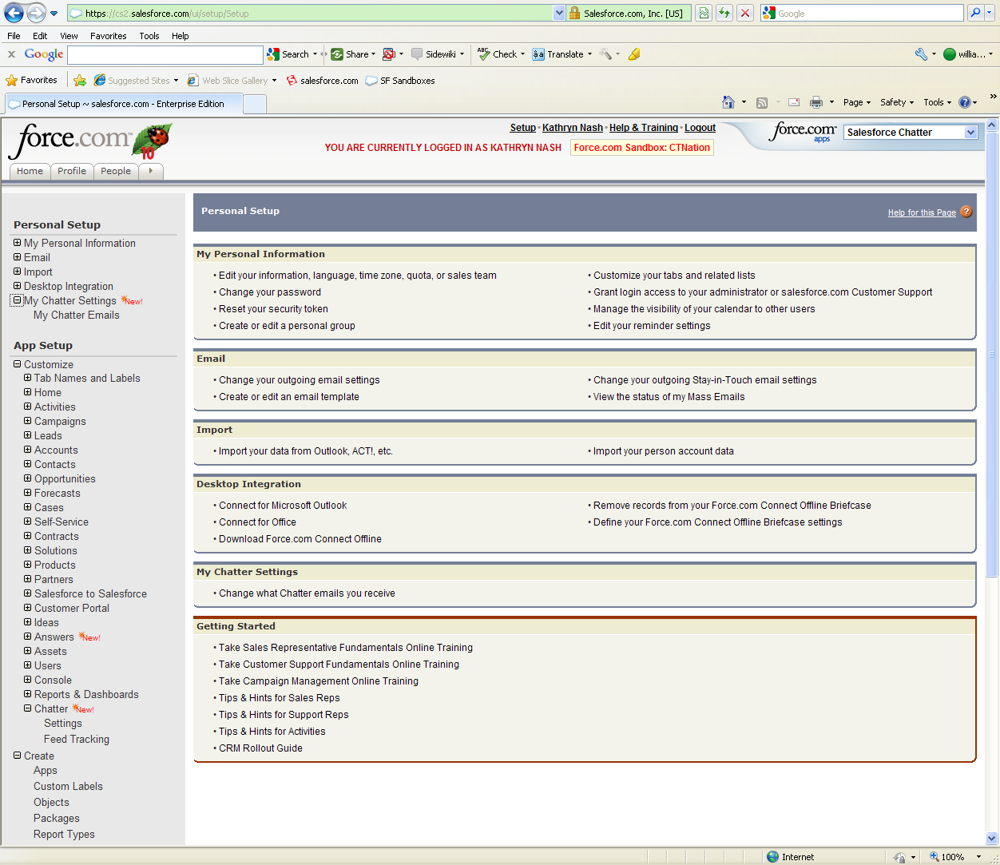 https://cs2.salesforce.com/ui/setup/Setup
Salesforce.com, Inc. [US]
Google
File Edit View Favorites Tools Help
x Google Search Share Sidewiki ABC Check Translate willia...
Favorites Suggested Sites Web Slice Gallery salesforce.com SF Sandboxes
Personal Setup ~ salesforce.com - Enterprise Edition
Page Safety Tools »
force.com™ 10
Setup · Kathryn Nash · Help & Training · Logout
YOU ARE CURRENTLY LOGGED IN AS KATHRYN NASH Force.com Sandbox: CTNation
force.com™ apps
Salesforce Chatter
Home Profile People
Personal Setup
My Personal Information
Email
Import
Desktop Integration
My Chatter Settings New!
My Chatter Emails
App Setup
Customize
Tab Names and Labels
Home
Activities
Campaigns
Leads
Accounts
Contacts
Opportunities
Forecasts
Cases
Self-Service
Contracts
Solutions
Products
Partners
Salesforce to Salesforce
Customer Portal
Ideas
Answers New!
Assets
Users
Console
Reports & Dashboards
Chatter New!
Settings
Feed Tracking
Create
Apps
Custom Labels
Objects
Packages
Report Types
Personal Setup
Help for this Page ?
My Personal Information
• Edit your information, language, time zone, quota, or sales team
• Change your password
• Reset your security token
• Create or edit a personal group
• Customize your tabs and related lists
• Grant login access to your administrator or salesforce.com Customer Support
• Manage the visibility of your calendar to other users
• Edit your reminder settings
Email
• Change your outgoing email settings
• Create or edit an email template
• Change your outgoing Stay-in-Touch email settings
• View the status of my Mass Emails
Import
• Import your data from Outlook, ACT!, etc.
• Import your person account data
Desktop Integration
• Connect for Microsoft Outlook
• Connect for Office
• Download Force.com Connect Offline
• Remove records from your Force.com Connect Offline Briefcase
• Define your Force.com Connect Offline Briefcase settings
My Chatter Settings
• Change what Chatter emails you receive
Getting Started
• Take Sales Representative Fundamentals Online Training
• Take Customer Support Fundamentals Online Training
• Take Campaign Management Online Training
• Tips & Hints for Sales Reps
• Tips & Hints for Support Reps
• Tips & Hints for Activities
• CRM Rollout Guide
Internet
100%